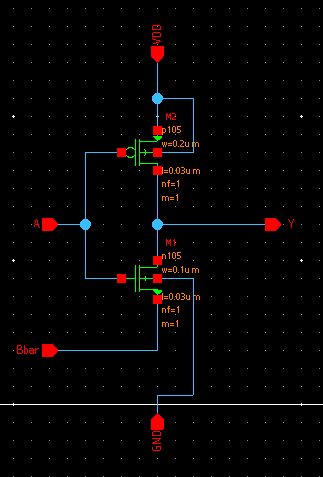 VDD
M2
p105
w=0.2um
l=0.03um
nf=1
m=1
A
Y
M1
n105
w=0.1um
l=0.03um
nf=1
m=1
Bbar
GND